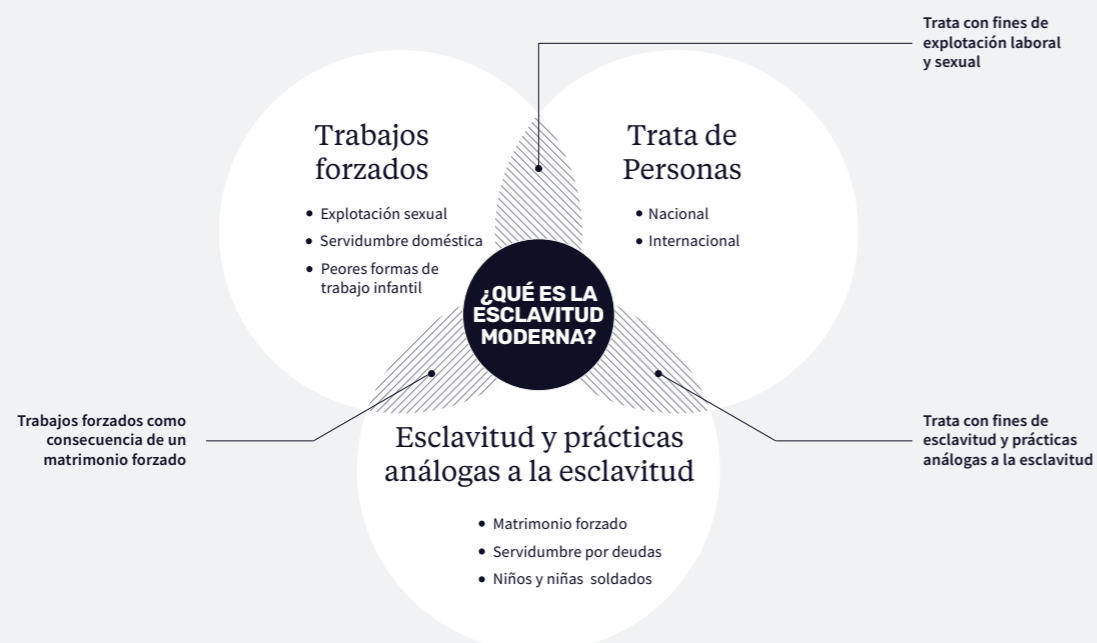 Trata con fines de
explotación laboral
y sexual
Trabajos
forzados
• Explotación sexual
• Servidumbre doméstica
• Peores formas de
trabajo infantil
Trata de
Personas
• Nacional
• Internacional
¿QUÉ ES LA
ESCLAVITUD
MODERNA?
Trabajos forzados como
consecuencia de un
matrimonio forzado
Trata con fines de
esclavitud y prácticas
análogas a la esclavitud
Esclavitud y prácticas
análogas a la esclavitud
• Matrimonio forzado
• Servidumbre por deudas
• Niños y niñas soldados